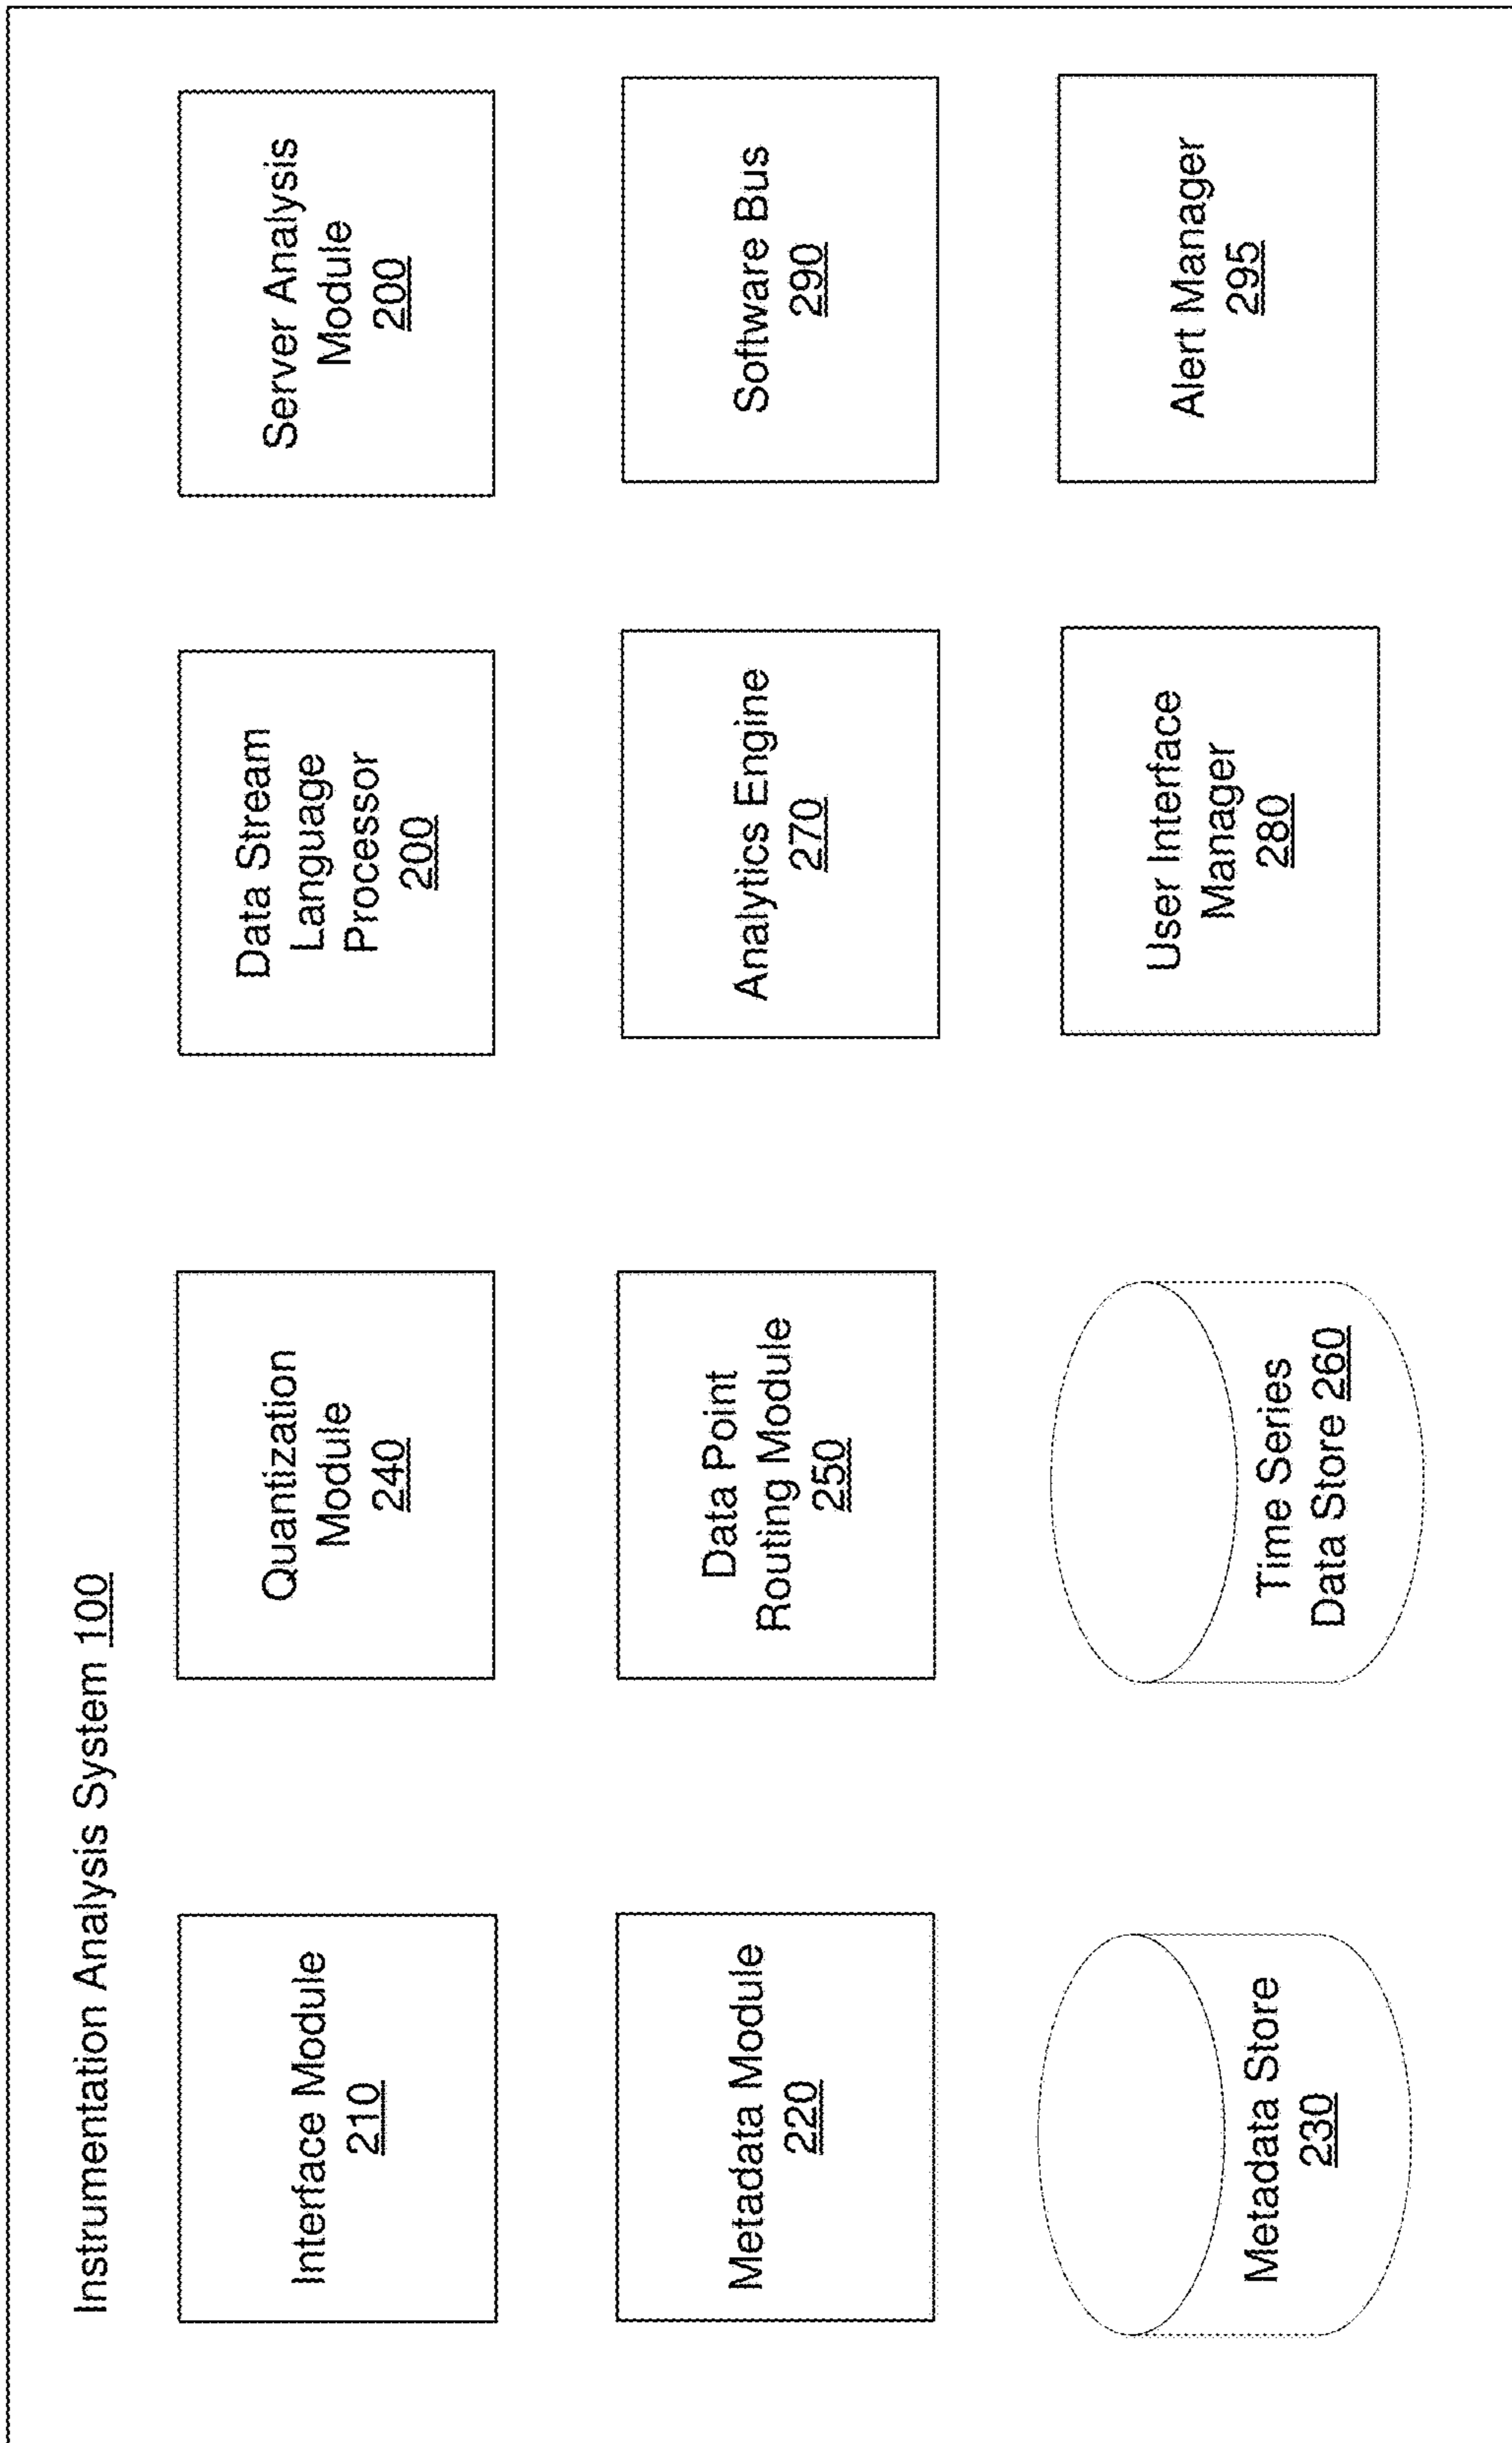 Instrumentation Analysis System 100
Interface Module
210
Quantization
Module
240
Data Stream
Language
Processor
200
Server Analysis
Module
200
Metadata Module
220
Data Point
Routing Module
250
Analytics Engine
270
Software Bus
290
Metadata Store
230
Time Series
Data Store 260
User Interface
Manager
280
Alert Manager
295